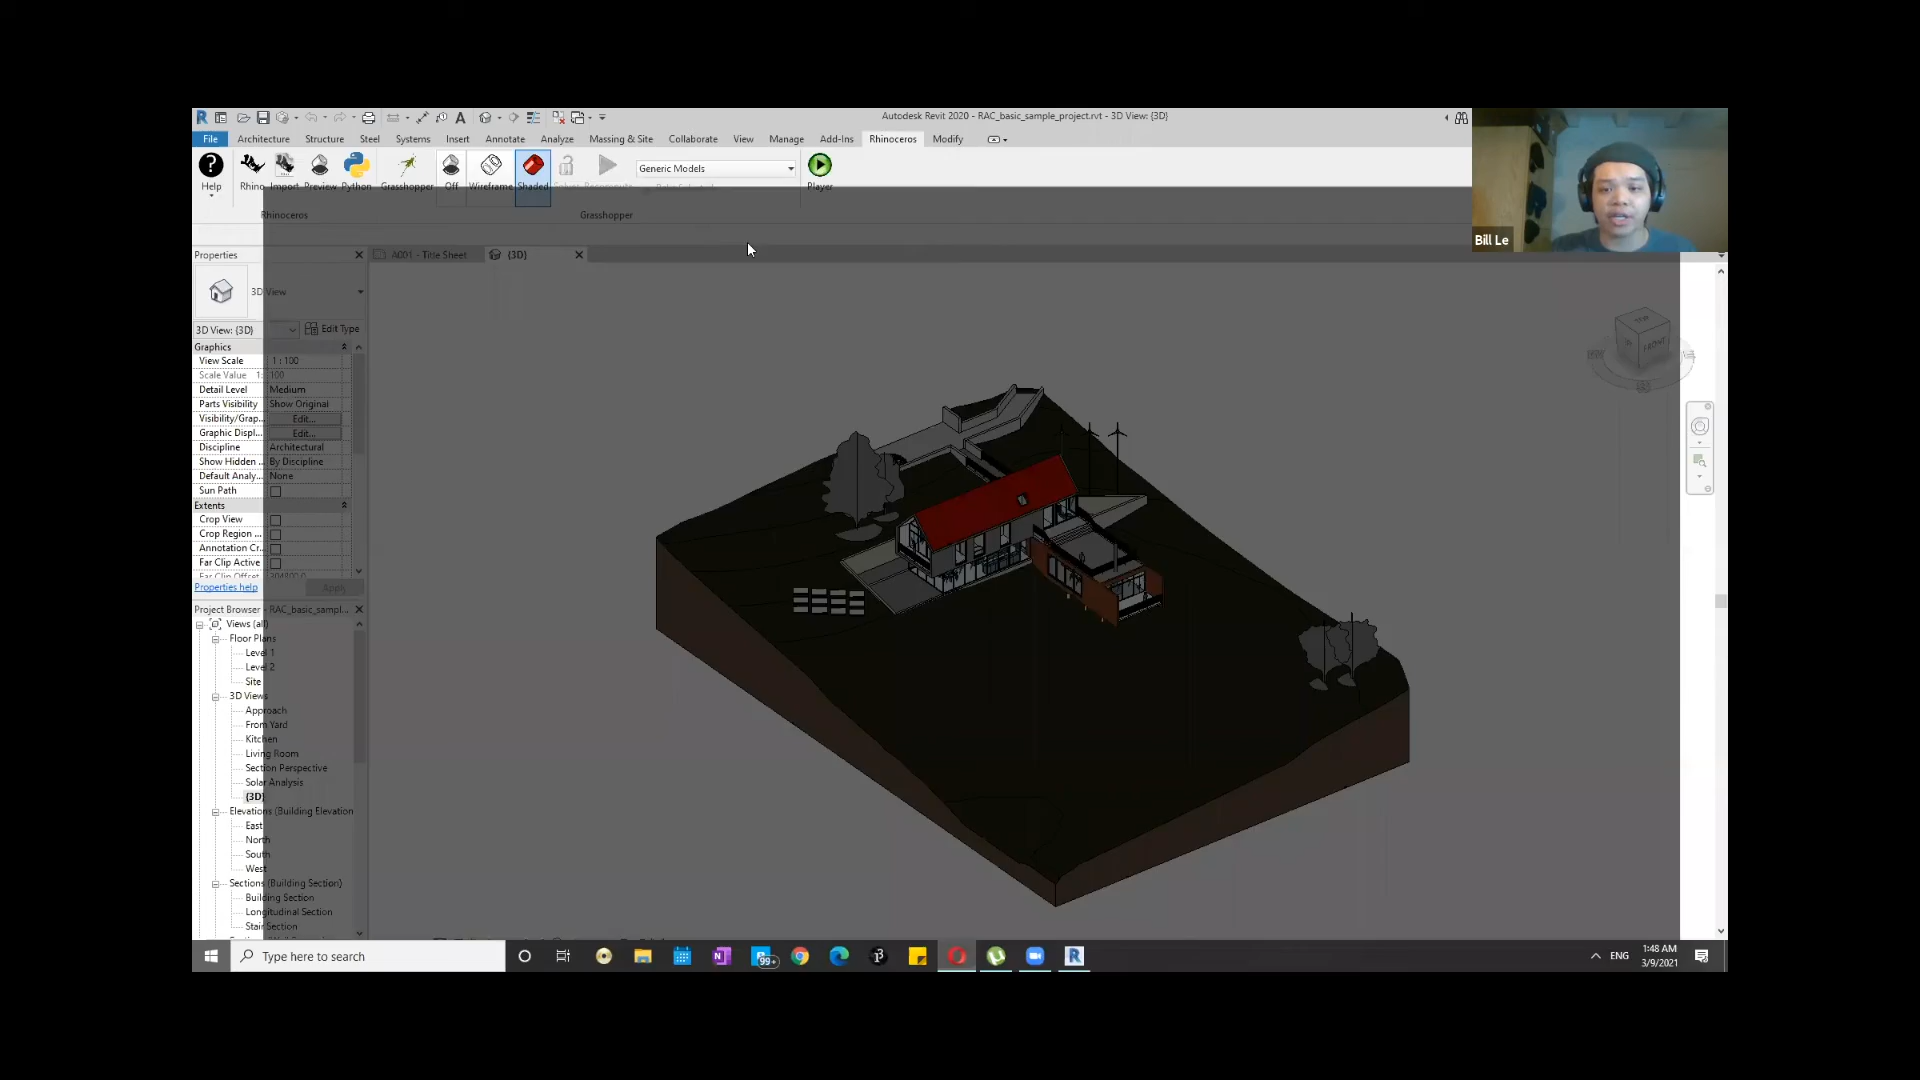 Autodesk Revit 2020 - RAC_basic_sample_project.rvt - 3D View: {3D}
File Architecture Structure Steel Systems Insert Annotate Analyze Massing & Site Collaborate View Manage Add-Ins Rhinoceros Modify
Generic Models
Help Rhino Import Preview Python Grasshopper Off Wireframe Shaded Player
Rhinoceros Grasshopper
Bill Le
Properties
A001 - Title Sheet {3D}
3D View
3D View: {3D} Edit Type
Graphics
View Scale 1 : 100
Scale Value 1: 100
Detail Level Medium
Parts Visibility Show Original
Visibility/Grap... Edit...
Graphic Displ... Edit...
Discipline Architectural
Show Hidden ... By Discipline
Default Analy... None
Sun Path
Extents
Crop View
Crop Region ...
Annotation Cr...
Far Clip Active
Far Clip Offset
Properties help Apply
Project Browser - RAC_basic_sampl...
Views (all)
Floor Plans
Level 1
Level 2
Site
3D Views
Approach
From Yard
Kitchen
Living Room
Section Perspective
Solar Analysis
{3D}
Elevations (Building Elevation
East
North
South
West
Sections (Building Section)
Building Section
Longitudinal Section
Stair Section
FRONT
Type here to search
99+
ENG
1:48 AM
3/9/2021